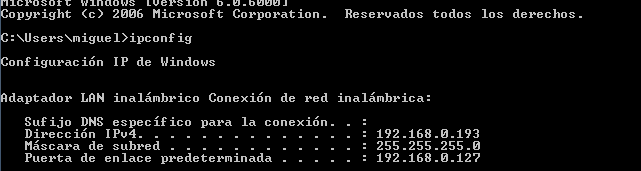 Microsoft Windows [Versión 6.0.6000]
Copyright (c) 2006 Microsoft Corporation. Reservados todos los derechos.
C:\Users\miguel>ipconfig
Configuración IP de Windows
Adaptador LAN inalámbrico Conexión de red inalámbrica:
Sufijo DNS específico para la conexión. . :
Dirección IPv4. . . . . . . . . . . . . . : 192.168.0.193
Máscara de subred . . . . . . . . . . . . : 255.255.255.0
Puerta de enlace predeterminada . . . . . : 192.168.0.127